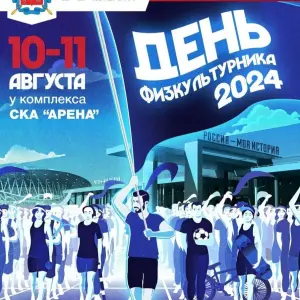 10-11
АВГУСТА
у комплекса
СКА "АРЕНА"
ДЕНЬ
ФИЗКУЛЬТУРНИКА
2024
РОССИЯ – МОЯ ИСТОРИЯ